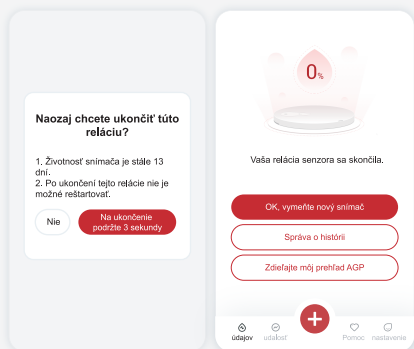 Naozaj chcete ukončiť túto
reláciu?
1. Životnosť snímača je stále 13
dní.
2. Po ukončení tejto relácie nie je
možné reštartovať.
Nie
Na ukončenie
podržte 3 sekundy
0%
Vaša relácia senzora sa skončila.
OK, vymeňte nový snímač
Správa o histórii
Zdieľajte môj prehľad AGP
údajov
udalosť
Pomoc
nastavenie